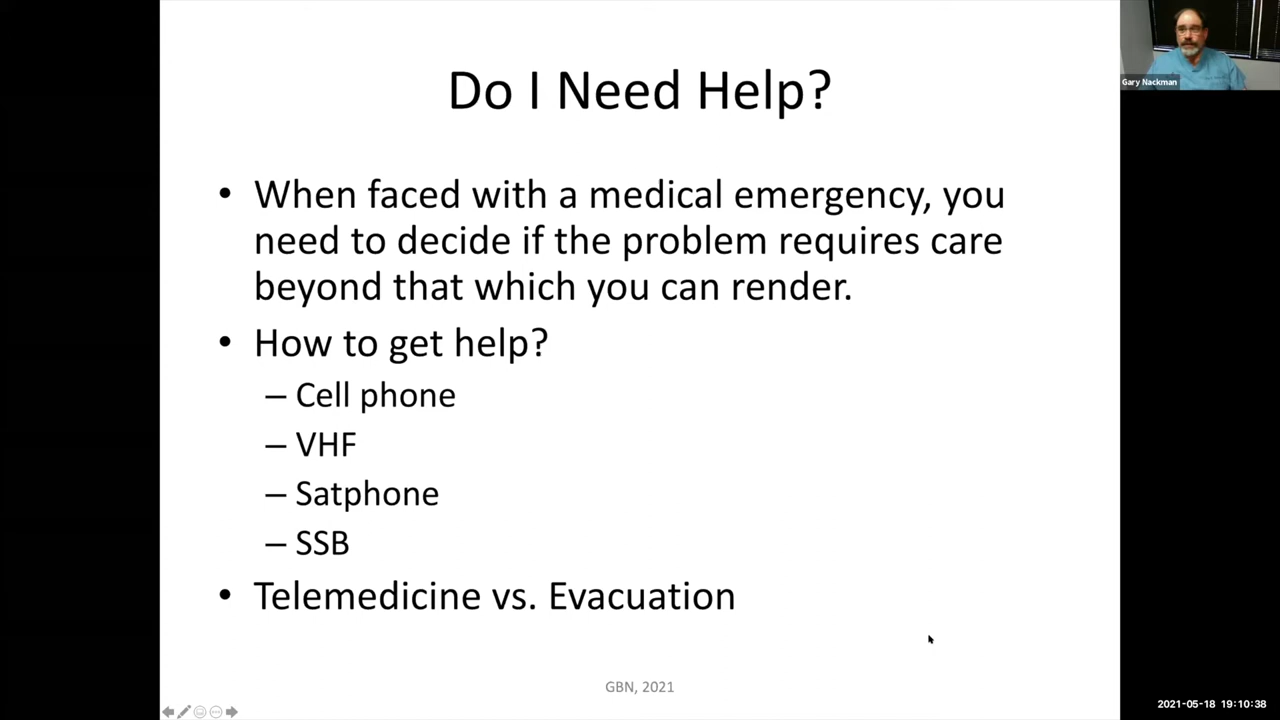 Do I Need Help?
Gary Nackman
• When faced with a medical emergency, you
need to decide if the problem requires care
beyond that which you can render.
• How to get help?
– Cell phone
– VHF
– Satphone
– SSB
• Telemedicine vs. Evacuation
GBN, 2021
2021-05-18 19:10:38